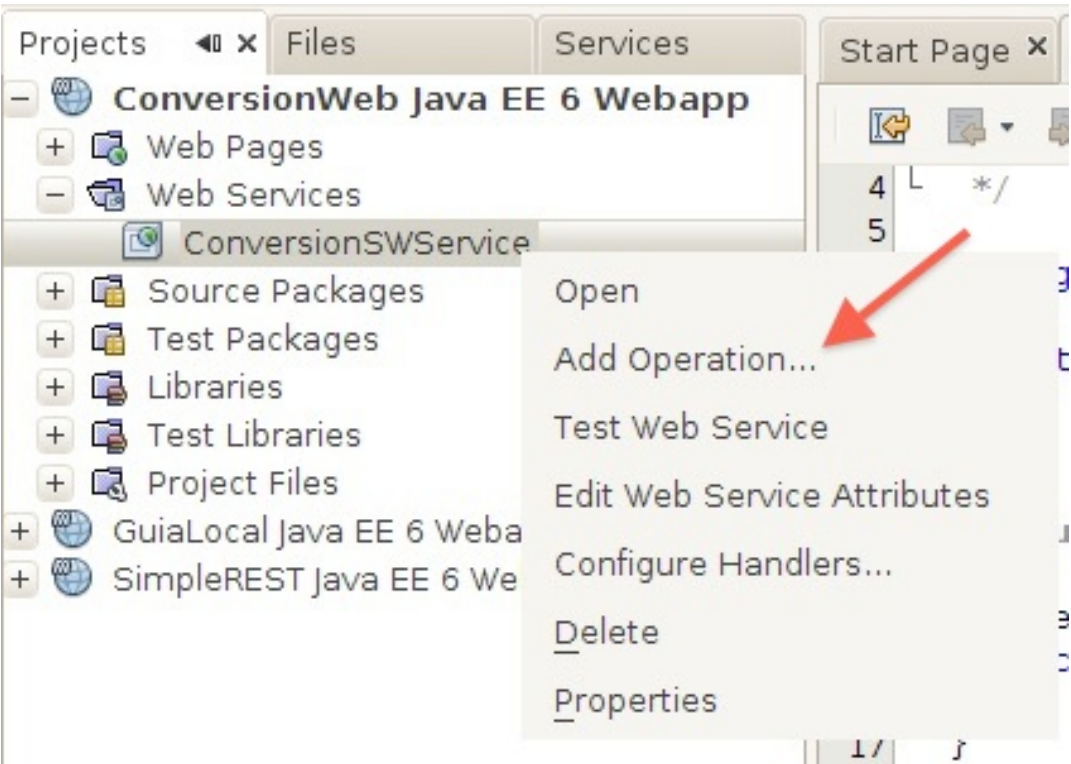 Projects
Files
Services
Start Page
ConversionWeb Java EE 6 Webapp
Web Pages
Web Services
ConversionSWService
Source Packages
Test Packages
Libraries
Test Libraries
Project Files
GuiaLocal Java EE 6 Weba
SimpleREST Java EE 6 We
4 */
5
Open
Add Operation...
Test Web Service
Edit Web Service Attributes
Configure Handlers...
Delete
Properties
17 }